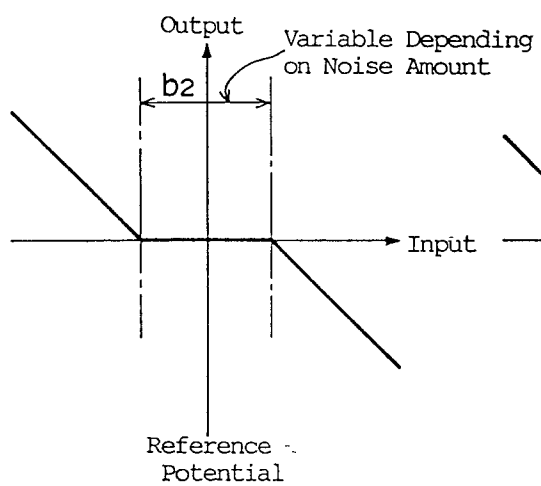 Output
Variable Depending
on Noise Amount
b2
Input
Reference
Potential